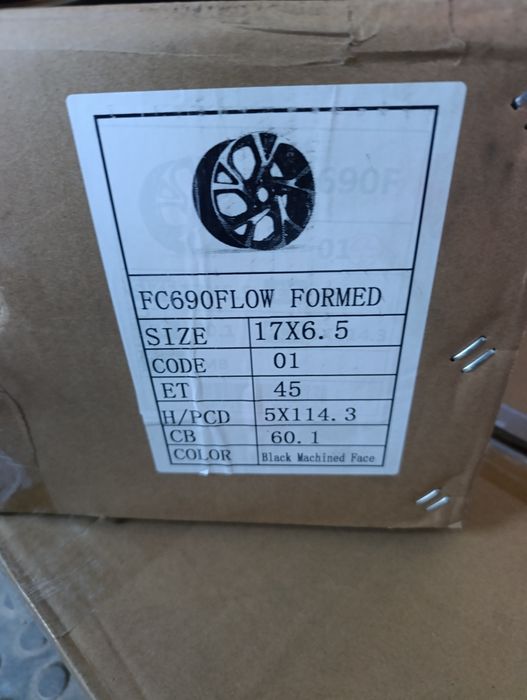 FC690FLOW FORMED
SIZE 17X6.5
CODE 01
ET 45
H/PCD 5X114.3
CB 60.1
COLOR Black Machined Face